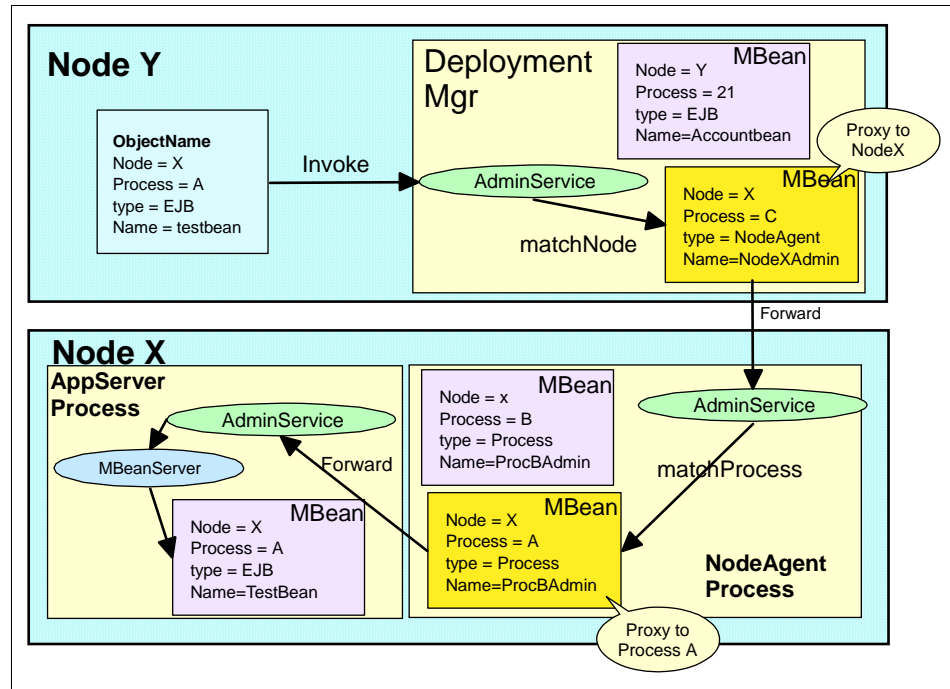 Node Y
ObjectName
Node = X
Process = A
type = EJB
Name = testbean
Invoke
Deployment
Mgr
MBean
Node = Y
Process = 21
type = EJB
Name=Accountbean
Proxy to
NodeX
AdminService
matchNode
MBean
Node = X
Process = C
type = NodeAgent
Name=NodeXAdmin
Forward
Node X
AppServer
Process
AdminService
MBeanServer
Forward
MBean
Node = X
Process = A
type = EJB
Name=TestBean
MBean
Node = x
Process = B
type = Process
Name=ProcBAdmin
AdminService
matchProcess
MBean
Node = X
Process = A
type = Process
Name=ProcBAdmin
NodeAgent
Process
Proxy to
Process A